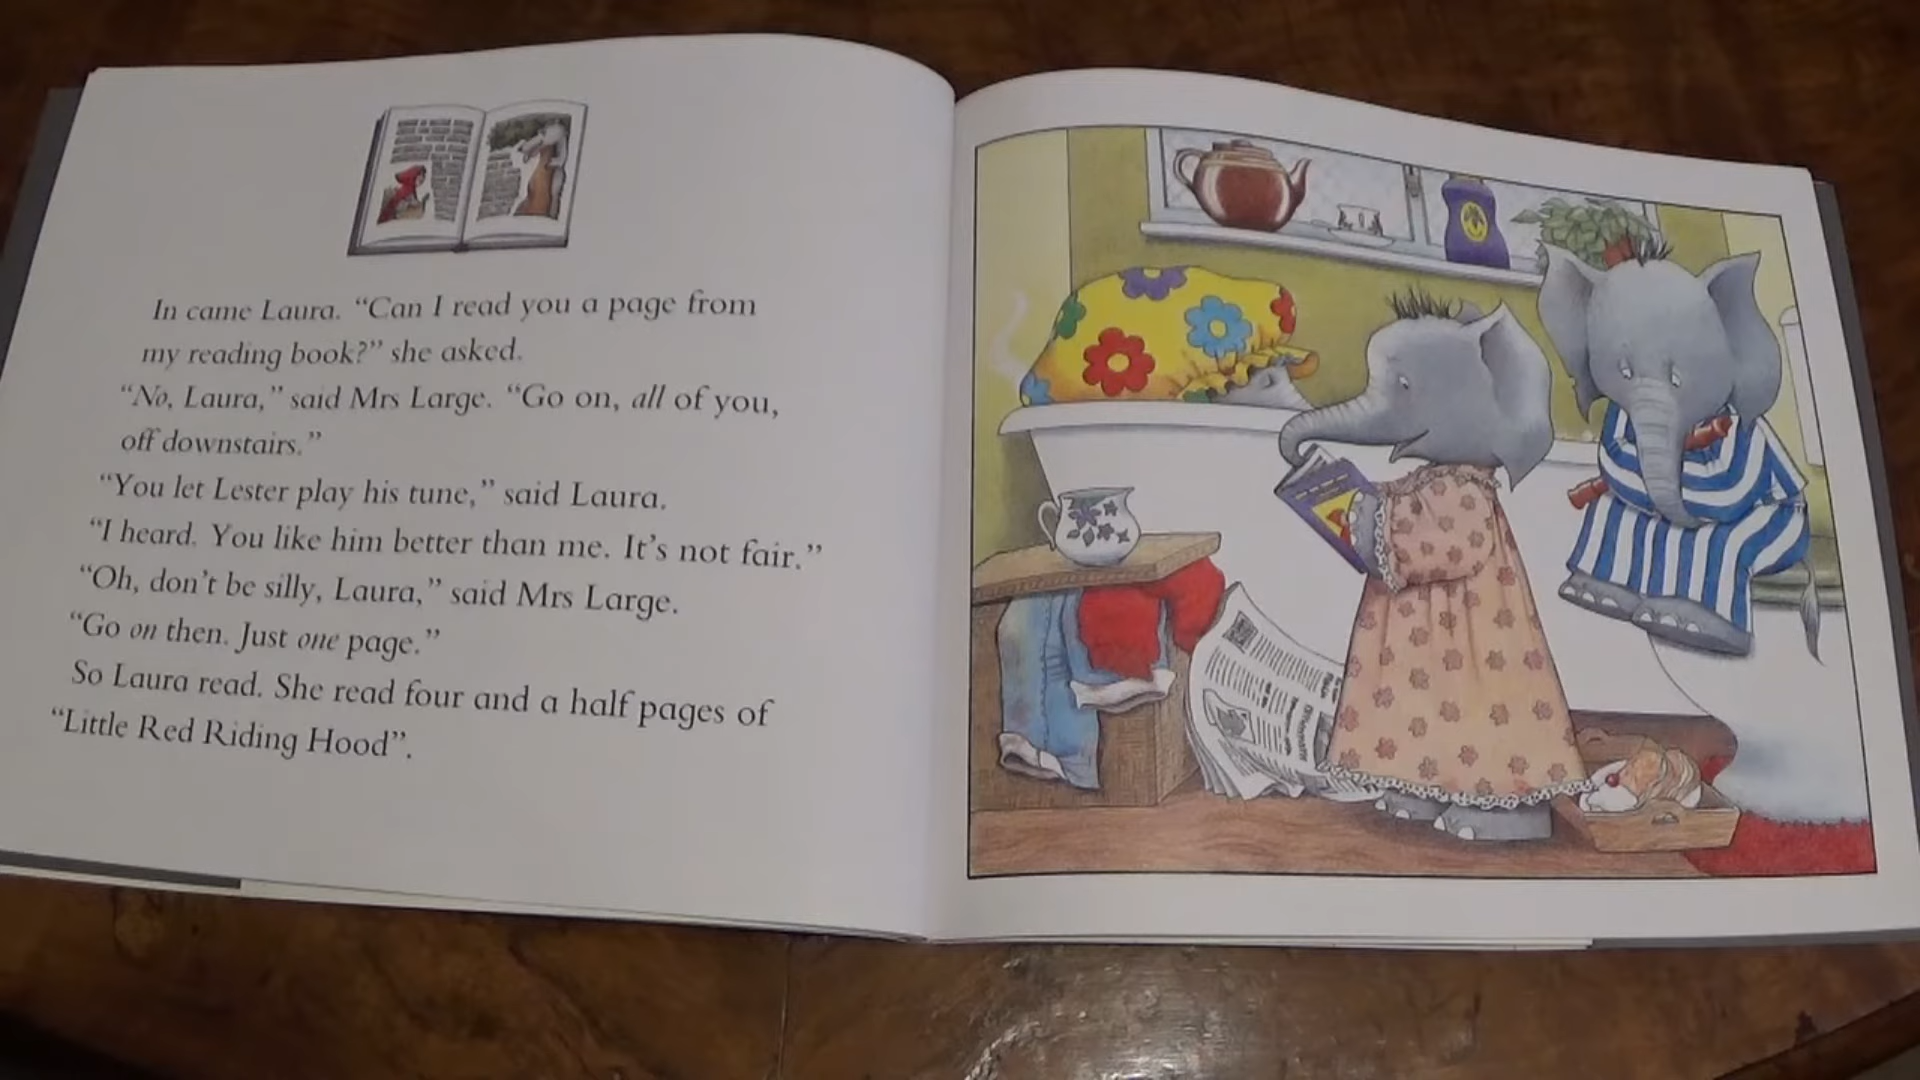 In came Laura. “Can I read you a page from
my reading book?” she asked.
“No, Laura,” said Mrs Large. “Go on, all of you,
off downstairs.”
“You let Lester play his tune,” said Laura.
“I heard. You like him better than me. It’s not fair.”
“Oh, don’t be silly, Laura,” said Mrs Large.
“Go on then. Just one page.”
So Laura read. She read four and a half pages of
“Little Red Riding Hood”.